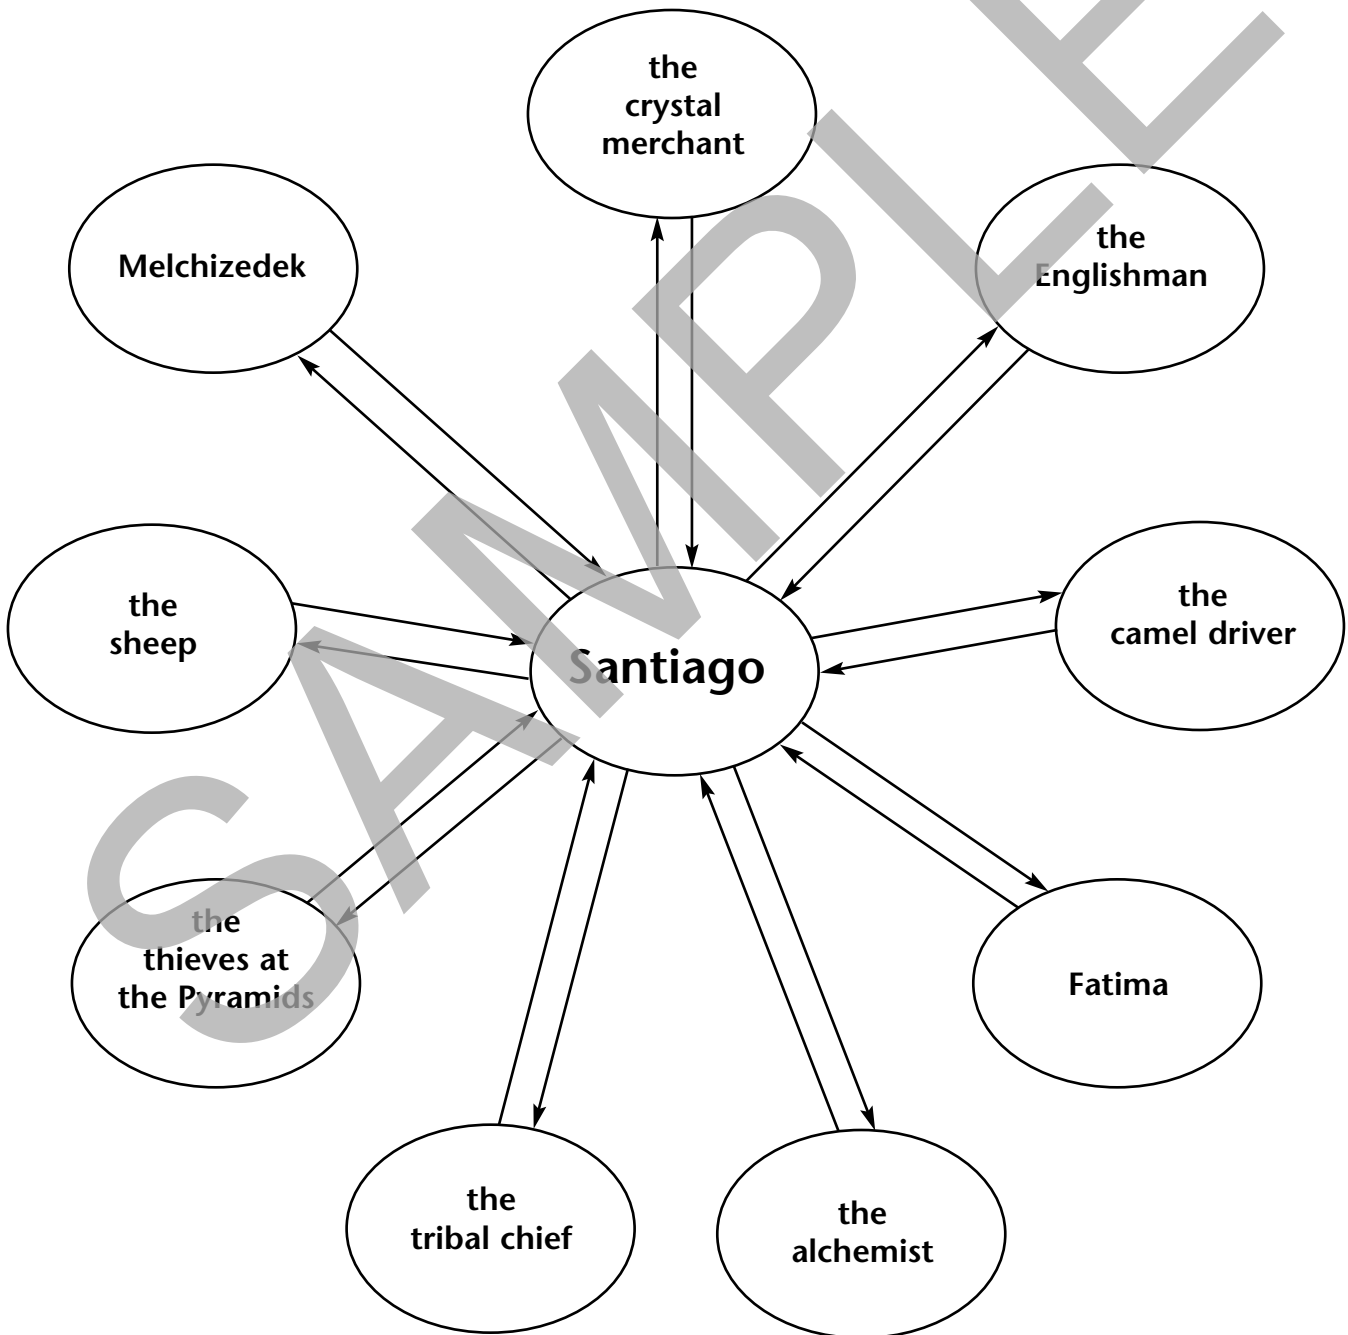 the
crystal
merchant
Melchizedek
the
Englishman
the
sheep
Santiago
the
camel driver
the
thieves at
the Pyramids
Fatima
the
tribal chief
the
alchemist
SAMPLE